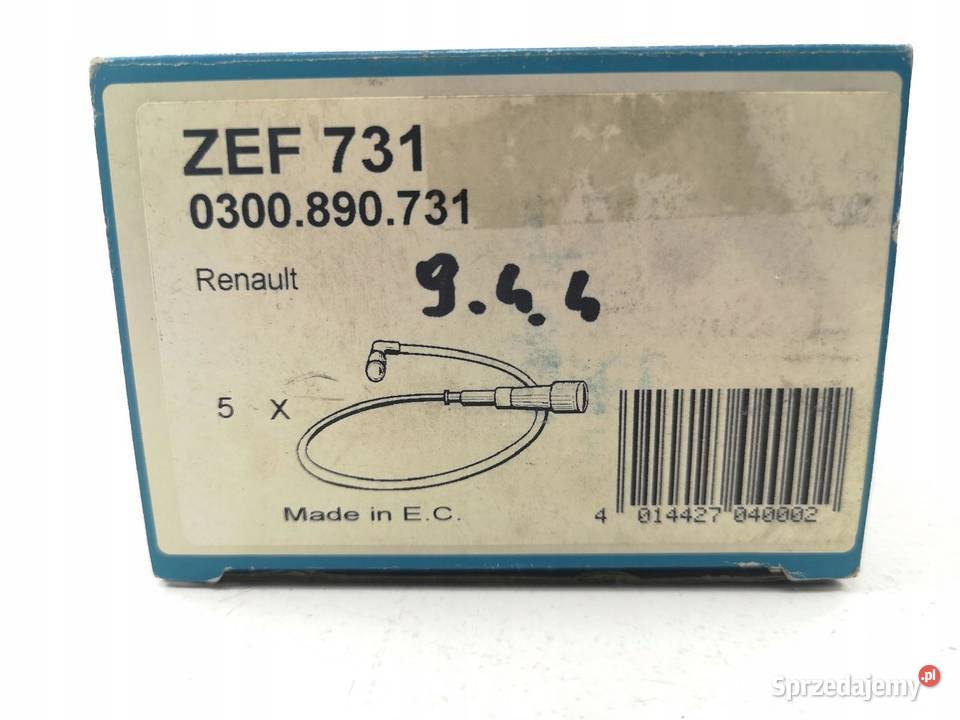 ZEF 731
0300.890.731
Renault
9.4.4
5 X
Made in E.C.
4 014427 040002
Sprzedajemy.pl